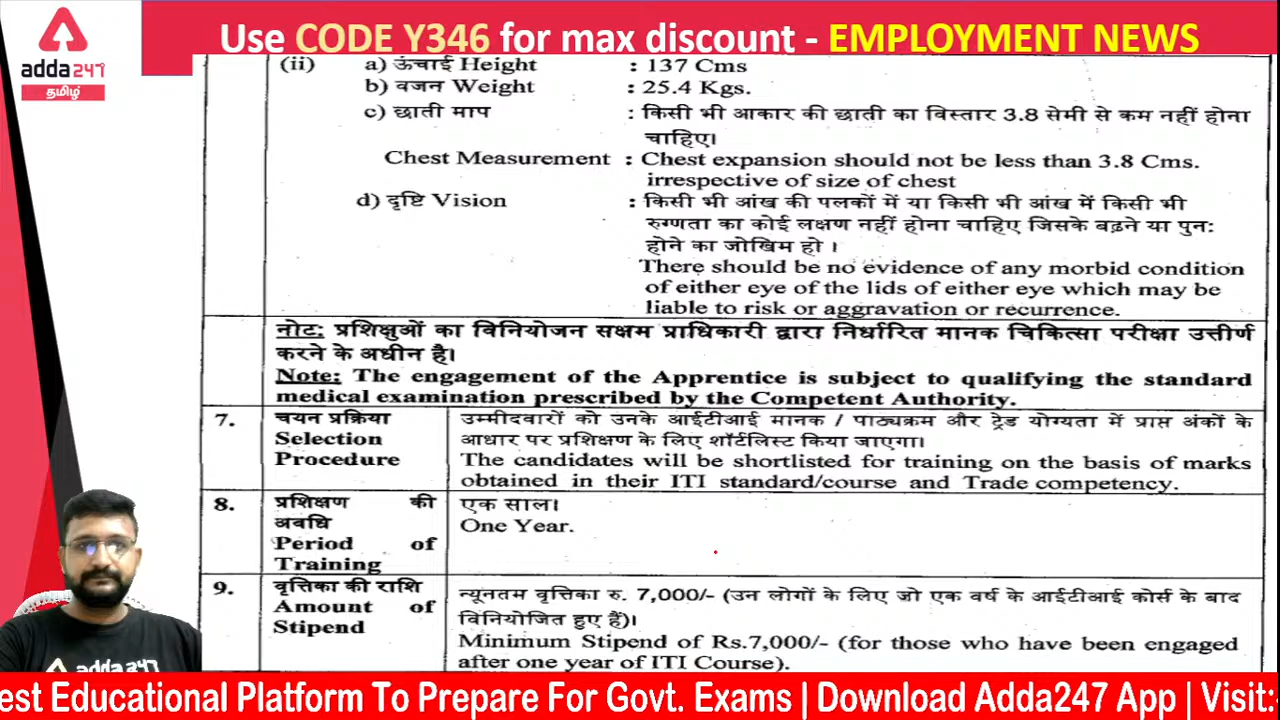 adda247
தமிழ்
Use CODE Y346 for max discount - EMPLOYMENT NEWS
(ii) a) ऊंचाई Height : 137 Cms
b) वजन Weight : 25.4 Kgs.
c) छाती माप : किसी भी आकार की छाती का विस्तार 3.8 सेमी से कम नहीं होना
चाहिए।
Chest Measurement : Chest expansion should not be less than 3.8 Cms.
irrespective of size of chest
d) दृष्टि Vision : किसी भी आंख की पलकों में या किसी भी आंख में किसी भी
रुग्णता का कोई लक्षण नहीं होना चाहिए जिसके बढ़ने या पुनः
होने का जोखिम हो ।
There should be no evidence of any morbid condition
of either eye of the lids of either eye which may be
liable to risk or aggravation or recurrence.
नोट: प्रशिक्षुओं का विनियोजन सक्षम प्राधिकारी द्वारा निर्धारित मानक चिकित्सा परीक्षा उत्तीर्ण
करने के अधीन है।
Note: The engagement of the Apprentice is subject to qualifying the standard
medical examination prescribed by the Competent Authority.
7. चयन प्रक्रिया उम्मीदवारों को उनके आईटीआई मानक / पाठ्यक्रम और ट्रेड योग्यता में प्राप्त अंकों के
Selection आधार पर प्रशिक्षण के लिए शॉर्टलिस्ट किया जाएगा।
Procedure The candidates will be shortlisted for training on the basis of marks
obtained in their ITI standard/course and Trade competency.
8. प्रशिक्षण की एक साल।
अवधि One Year.
Period of
Training
9. वृत्तिका की राशि न्यूनतम वृत्तिका रु. 7,000/- (उन लोगों के लिए जो एक वर्ष के आईटीआई कोर्स के बाद
Amount of विनियोजित हुए हैं)।
Stipend Minimum Stipend of Rs.7,000/- (for those who have been engaged
after one year of ITI Course).
adda247
est Educational Platform To Prepare For Govt. Exams | Download Adda247 App | Visit: